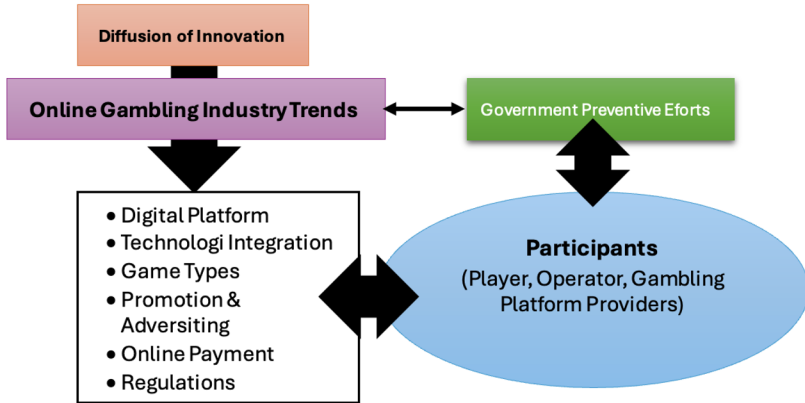 Diffusion of Innovation
Online Gambling Industry Trends
Government Preventive Eforts
• Digital Platform
• Technologi Integration
• Game Types
• Promotion &
Adversiting
• Online Payment
• Regulations
Participants
(Player, Operator, Gambling
Platform Providers)